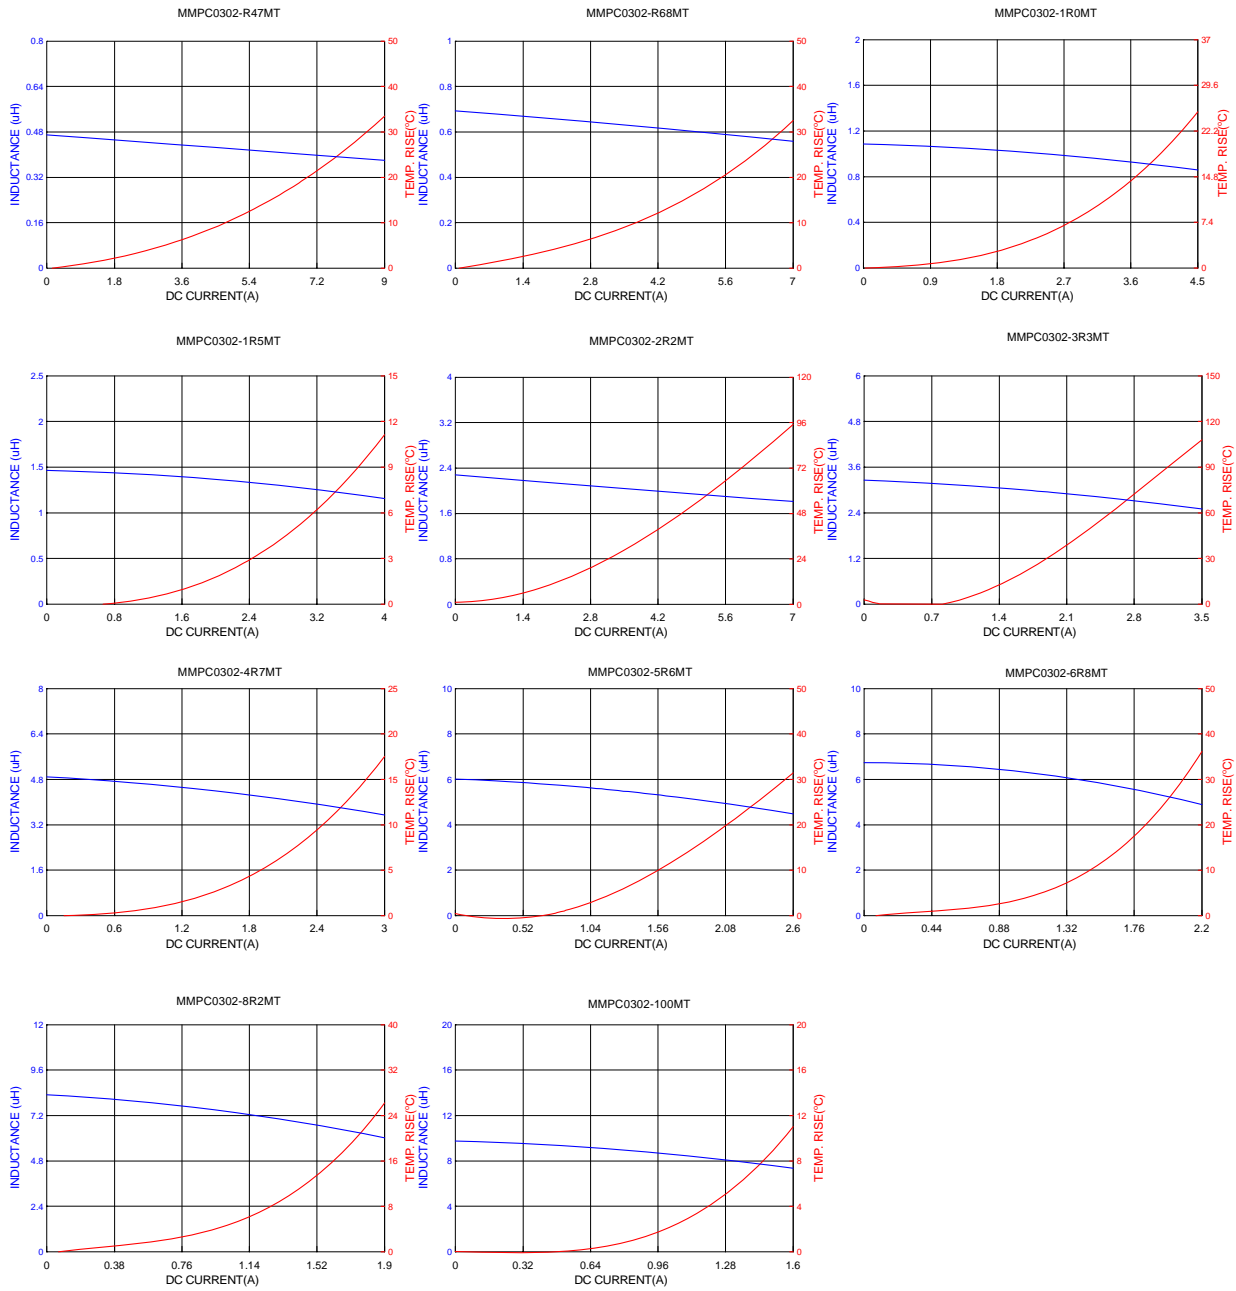 MMPC0302-R47MT
0.8
0.64
0.48
0.32
0.16
0
50
40
30
20
10
0
INDUCTANCE (uH)
TEMP. RISE(ºC)
0 1.8 3.6 5.4 7.2 9
DC CURRENT(A)
MMPC0302-R68MT
1
0.8
0.6
0.4
0.2
0
50
40
30
20
10
0
INDUCTANCE (uH)
TEMP. RISE(ºC)
0 1.4 2.8 4.2 5.6 7
DC CURRENT(A)
MMPC0302-1R0MT
2
1.6
1.2
0.8
0.4
0
37
29.6
22.2
14.8
7.4
0
INDUCTANCE (uH)
TEMP. RISE(ºC)
0 0.9 1.8 2.7 3.6 4.5
DC CURRENT(A)
MMPC0302-1R5MT
2.5
2
1.5
1
0.5
0
15
12
9
6
3
0
INDUCTANCE (uH)
TEMP. RISE(ºC)
0 0.8 1.6 2.4 3.2 4
DC CURRENT(A)
MMPC0302-2R2MT
4
3.2
2.4
1.6
0.8
0
120
96
72
48
24
0
INDUCTANCE (uH)
TEMP. RISE(ºC)
0 1.4 2.8 4.2 5.6 7
DC CURRENT(A)
MMPC0302-3R3MT
6
4.8
3.6
2.4
1.2
0
150
120
90
60
30
0
INDUCTANCE (uH)
TEMP. RISE(ºC)
0 0.7 1.4 2.1 2.8 3.5
DC CURRENT(A)
MMPC0302-4R7MT
8
6.4
4.8
3.2
1.6
0
25
20
15
10
5
0
INDUCTANCE (uH)
TEMP. RISE(ºC)
0 0.6 1.2 1.8 2.4 3
DC CURRENT(A)
MMPC0302-5R6MT
10
8
6
4
2
0
50
40
30
20
10
0
INDUCTANCE (uH)
TEMP. RISE(ºC)
0 0.52 1.04 1.56 2.08 2.6
DC CURRENT(A)
MMPC0302-6R8MT
10
8
6
4
2
0
50
40
30
20
10
0
INDUCTANCE (uH)
TEMP. RISE(ºC)
0 0.44 0.88 1.32 1.76 2.2
DC CURRENT(A)
MMPC0302-8R2MT
12
9.6
7.2
4.8
2.4
0
40
32
24
16
8
0
INDUCTANCE (uH)
TEMP. RISE(ºC)
0 0.38 0.76 1.14 1.52 1.9
DC CURRENT(A)
MMPC0302-100MT
20
16
12
8
4
0
20
16
12
8
4
0
INDUCTANCE (uH)
TEMP. RISE(ºC)
0 0.32 0.64 0.96 1.28 1.6
DC CURRENT(A)